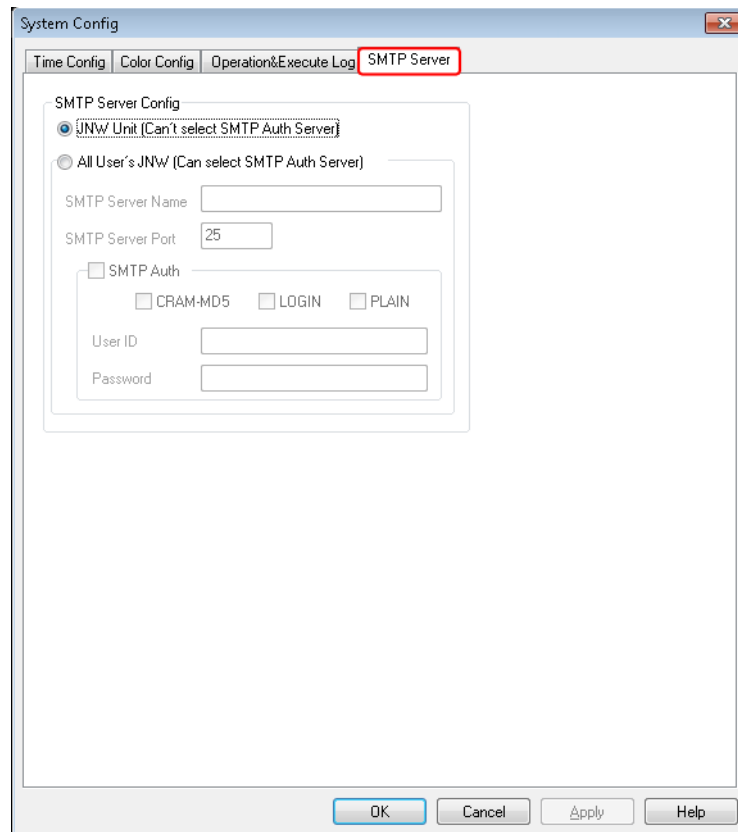 System Config
Time Config Color Config Operation&Execute Log SMTP Server
SMTP Server Config
JNW Unit (Can't select SMTP Auth Server)
All User's JNW (Can select SMTP Auth Server)
SMTP Server Name
SMTP Server Port 25
SMTP Auth
CRAM-MD5 LOGIN PLAIN
User ID
Password
OK Cancel Apply Help